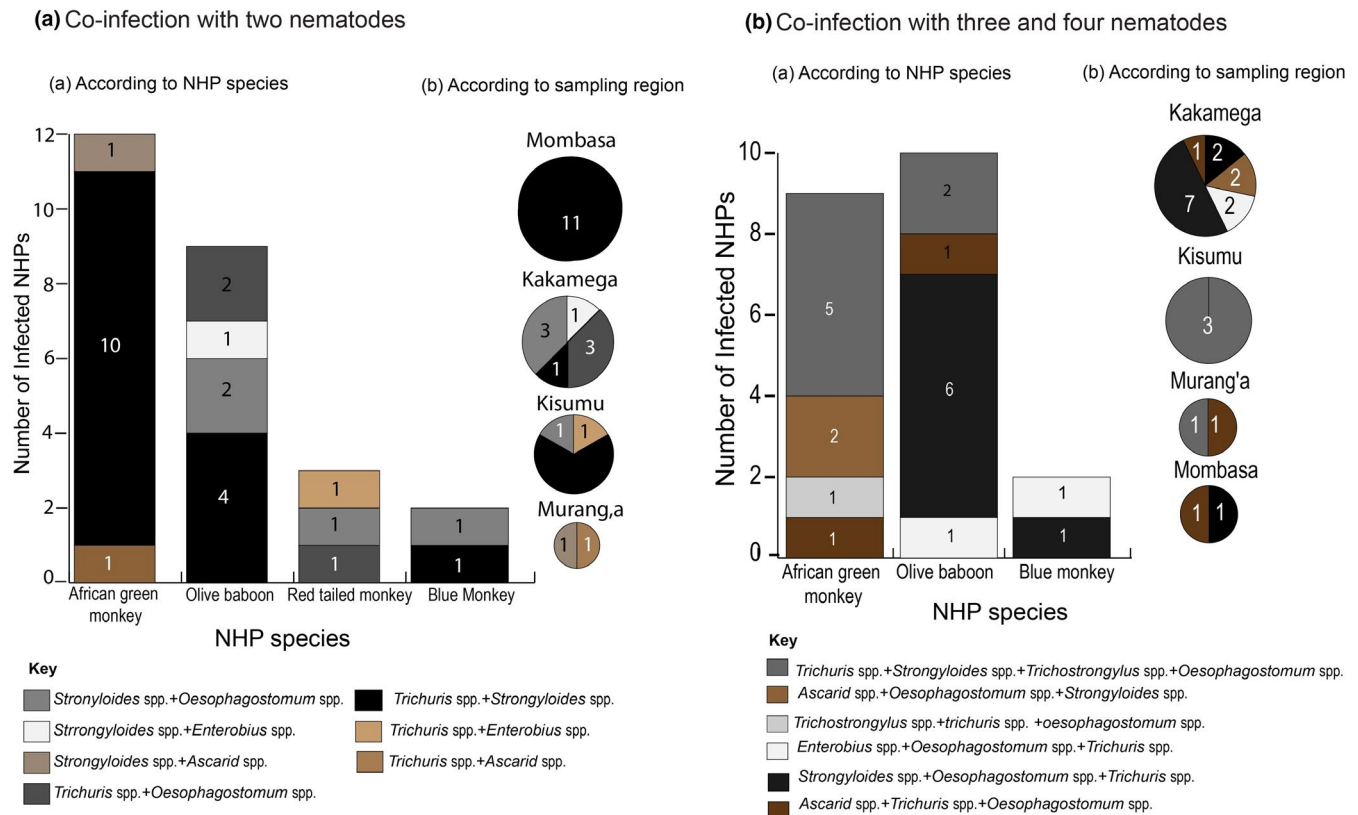 (a) Co-infection with two nematodes
(a) According to NHP species
(b) According to sampling region
Number of Infected NHPs
12
10
8
6
4
2
0
1
10
1
2
1
2
4
1
1
1
1
1
African green
monkey
Olive baboon
Red tailed monkey
Blue Monkey
NHP species
Mombasa
11
Kakamega
3
1
3
1
Kisumu
1
1
Murang,a
1
1
Key
Stronyloides spp.+Oesophagostomum spp.
Strrongyloides spp.+Enterobius spp.
Strongyloides spp.+Ascarid spp.
Trichuris spp.+Oesophagostomum spp.
Trichuris spp.+Strongyloides spp.
Trichuris spp.+Enterobius spp.
Trichuris spp.+Ascarid spp.
(b) Co-infection with three and four nematodes
(a) According to NHP species
(b) According to sampling region
Number of Infected NHPs
10
8
6
4
2
0
5
2
1
1
2
1
6
1
1
1
African green
monkey
Olive baboon
Blue monkey
NHP species
Kakamega
1
2
2
2
7
Kisumu
3
Murang'a
1
1
Mombasa
1
1
Key
Trichuris spp.+Strongyloides spp.+Trichostrongylus spp.+Oesophagostomum spp.
Ascarid spp.+Oesophagostomum spp.+Strongyloides spp.
Trichostrongylus spp.+trichuris spp. +oesophagostomum spp.
Enterobius spp.+Oesophagostomum spp.+Trichuris spp.
Strongyloides spp.+Oesophagostomum spp.+Trichuris spp.
Ascarid spp.+Trichuris spp.+Oesophagostomum spp.